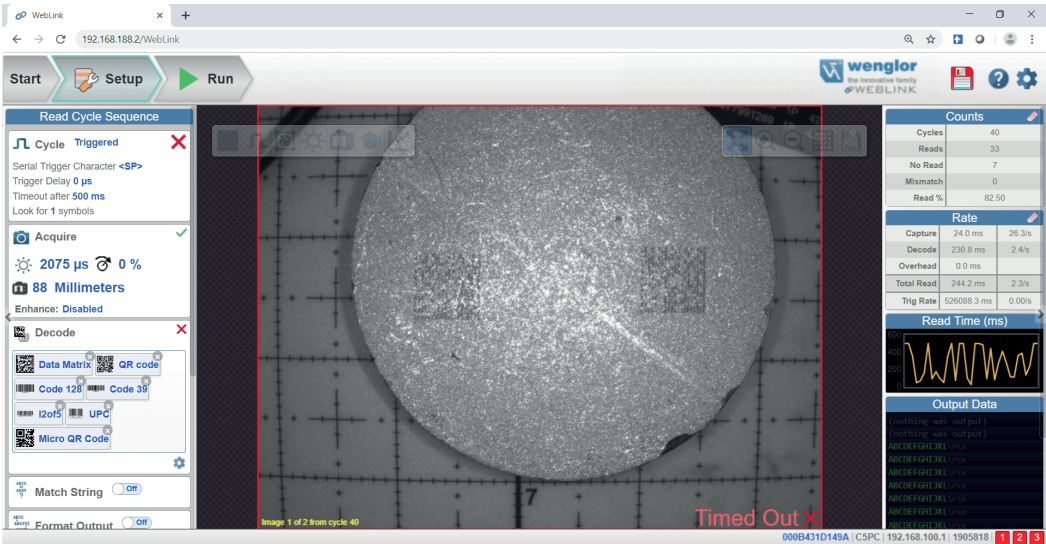 WebLink
192.168.188.2/WebLink
Start
Setup
Run
wenglor
the innovative family
WEBLINK
Read Cycle Sequence
Cycle Triggered
Serial Trigger Character <SP>
Trigger Delay 0 µs
Timeout after 500 ms
Look for 1 symbols
Acquire
2075 µs 0 %
88 Millimeters
Enhance: Disabled
Decode
Data Matrix QR code
Code 128 Code 39
I2of5 UPC
Micro QR Code
Match String Off
Format Output Off
7
Image 1 of 2 from cycle 40
Timed Out
Counts
Cycles 40
Reads 33
No Read 7
Mismatch 0
Read % 82.50
Rate
Capture 24.0 ms 26.3/s
Decode 230.8 ms 2.4/s
Overhead 0.0 ms
Total Read 244.2 ms 2.3/s
Trig Rate 526088.3 ms 0.00/s
Read Time (ms)
600
400
200
0
Output Data
(nothing was output)
(nothing was output)
ABCDEFGHIJKL\r\n
ABCDEFGHIJKL\r\n
ABCDEFGHIJKL\r\n
ABCDEFGHIJKL\r\n
ABCDEFGHIJKL\r\n
ABCDEFGHIJKL\r\n
ABCDEFGHIJKL\r\n
000B431D149A | C5PC | 192.168.100.1 | 1905818 | 1 2 3